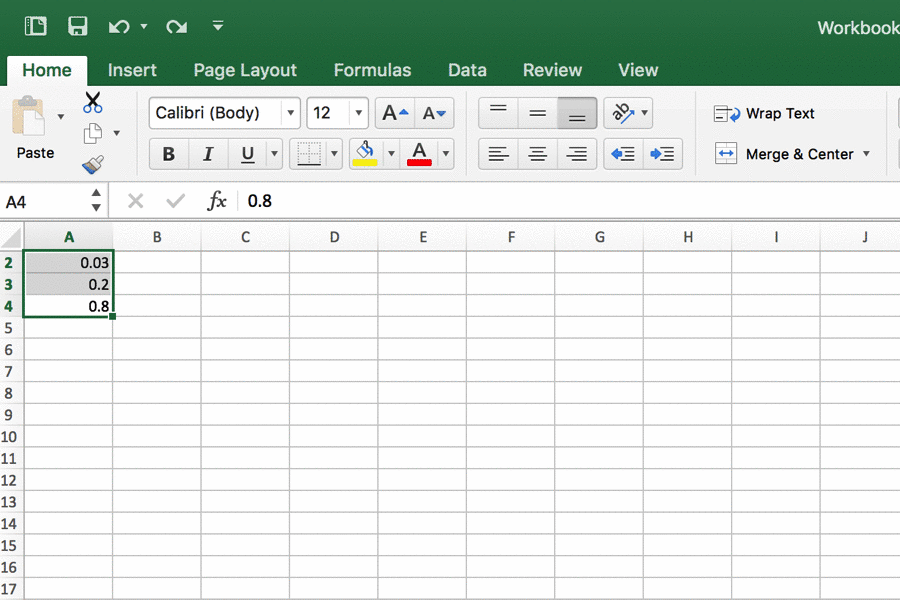 Workbook
Home Insert Page Layout Formulas Data Review View
Calibri (Body) 12 A A ab Wrap Text
Paste B I U A Merge & Center
A4 fx 0.8
A B C D E F G H I J
2 0.03
3 0.2
4 0.8
5
6
7
8
9
10
11
12
13
14
15
16
17